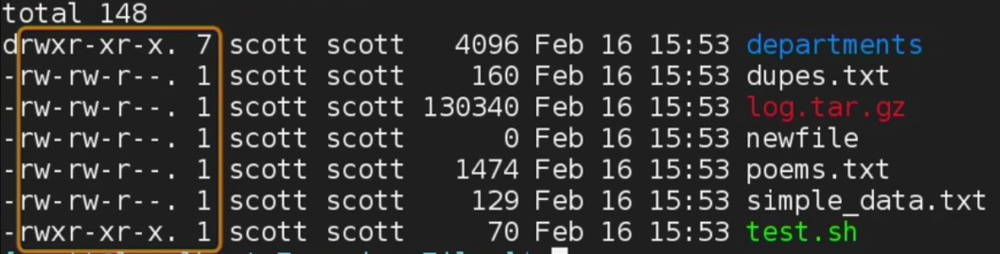 total 148
drwxr-xr-x. 7 scott scott 4096 Feb 16 15:53 departments
-rw-rw-r--. 1 scott scott 160 Feb 16 15:53 dupes.txt
-rw-rw-r--. 1 scott scott 130340 Feb 16 15:53 log.tar.gz
-rw-rw-r--. 1 scott scott 0 Feb 16 15:53 newfile
-rw-rw-r--. 1 scott scott 1474 Feb 16 15:53 poems.txt
-rw-rw-r--. 1 scott scott 129 Feb 16 15:53 simple_data.txt
-rwxr-xr-x. 1 scott scott 70 Feb 16 15:53 test.sh